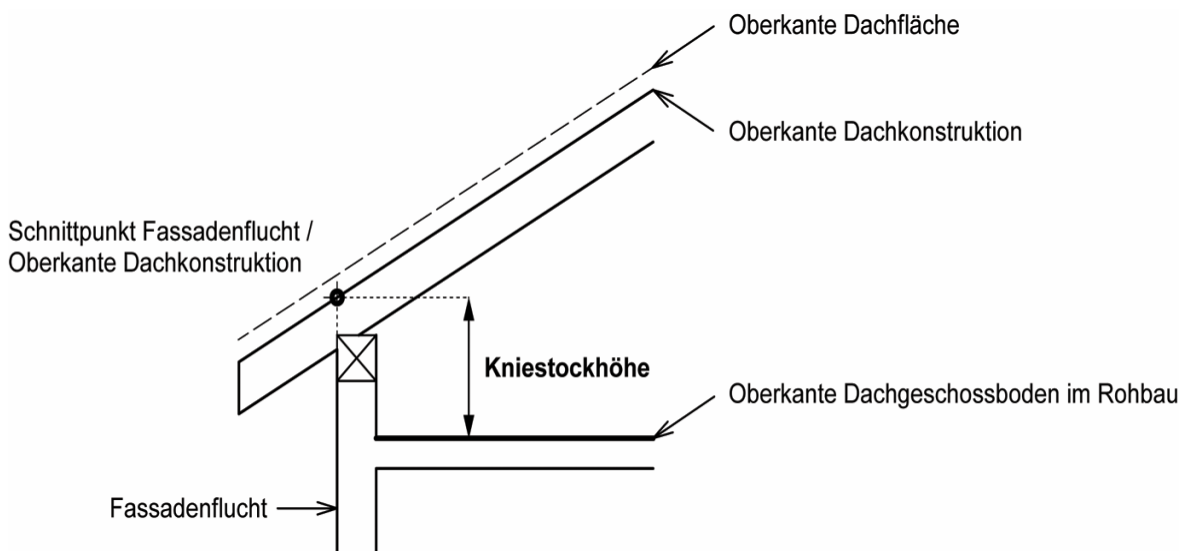 Oberkante Dachfläche
Oberkante Dachkonstruktion
Schnittpunkt Fassadenflucht /
Oberkante Dachkonstruktion
Kniestockhöhe
Oberkante Dachgeschossboden im Rohbau
Fassadenflucht